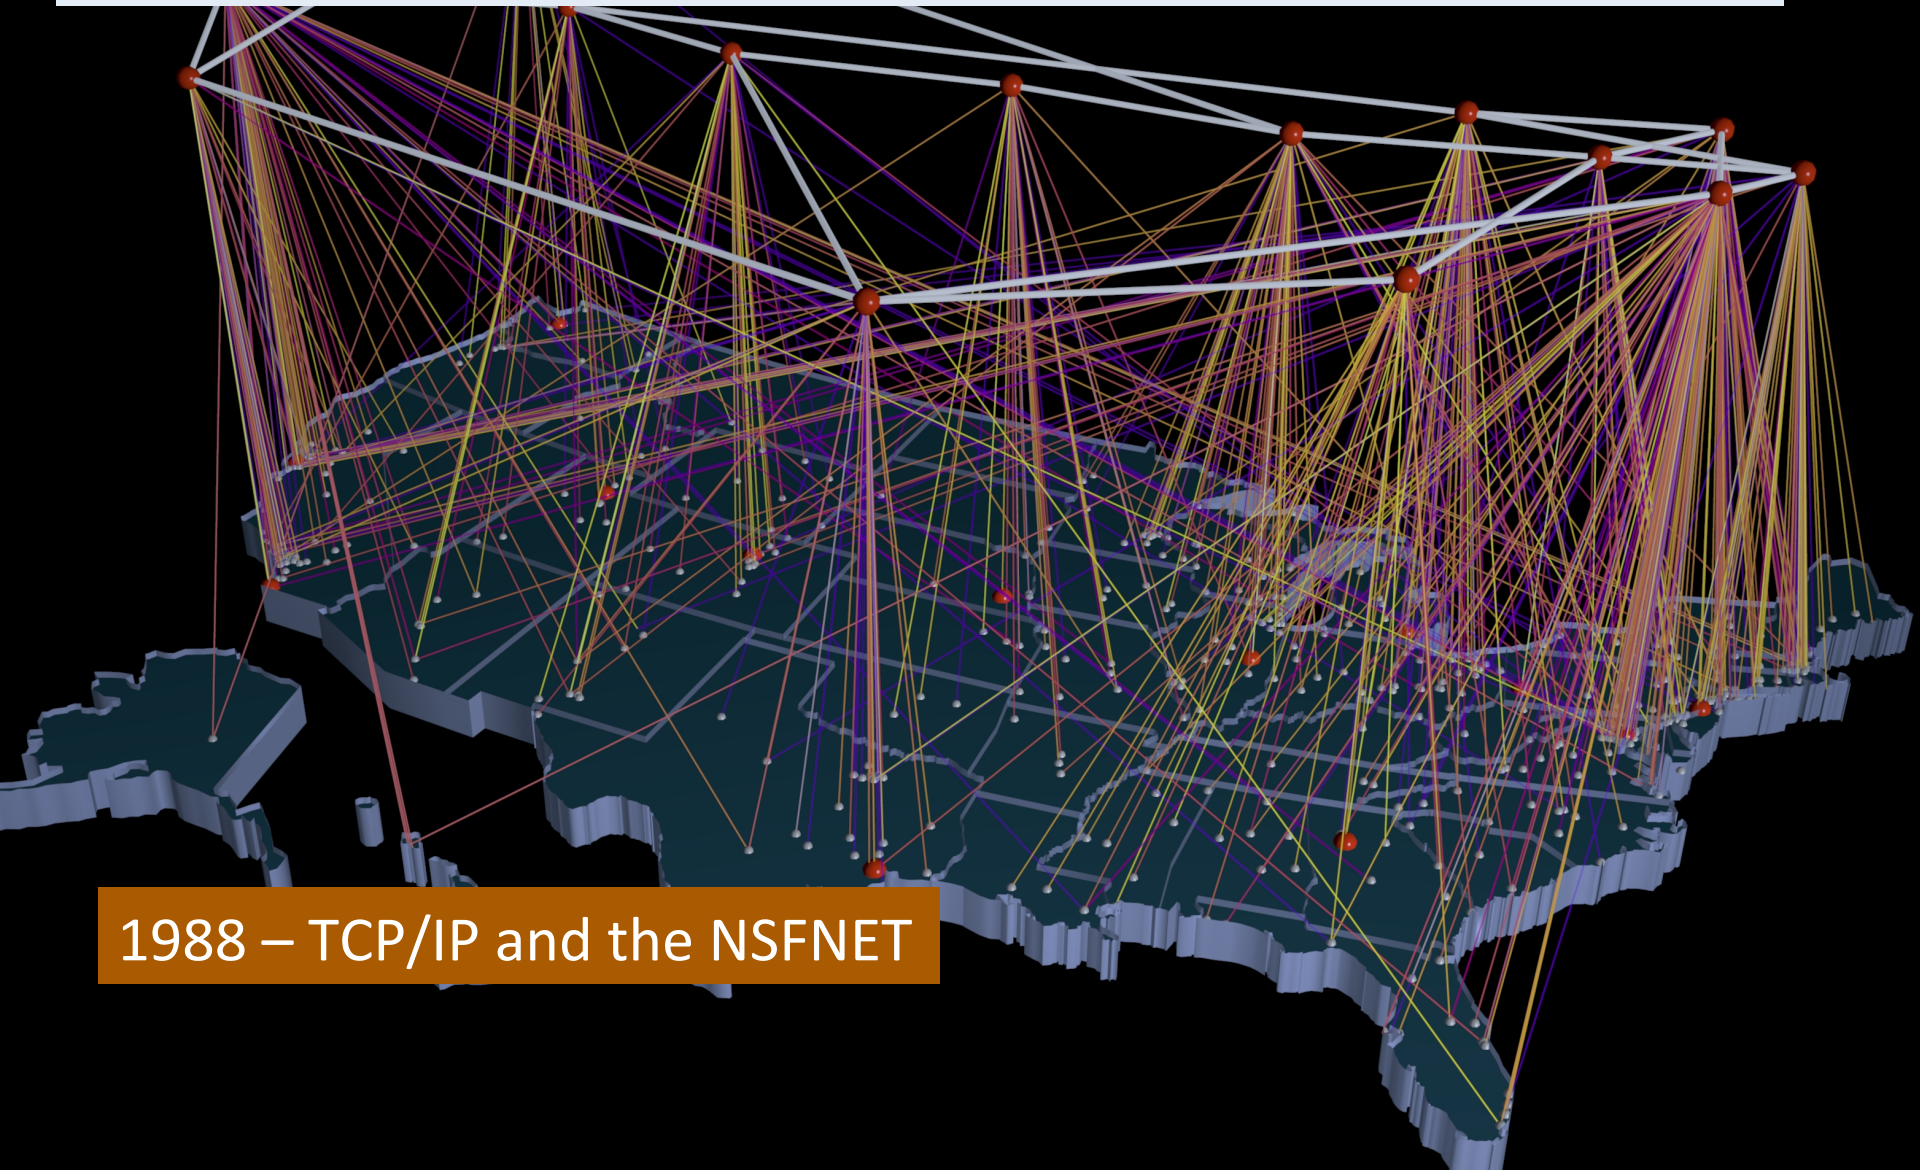 1988 – TCP/IP and the NSFNET